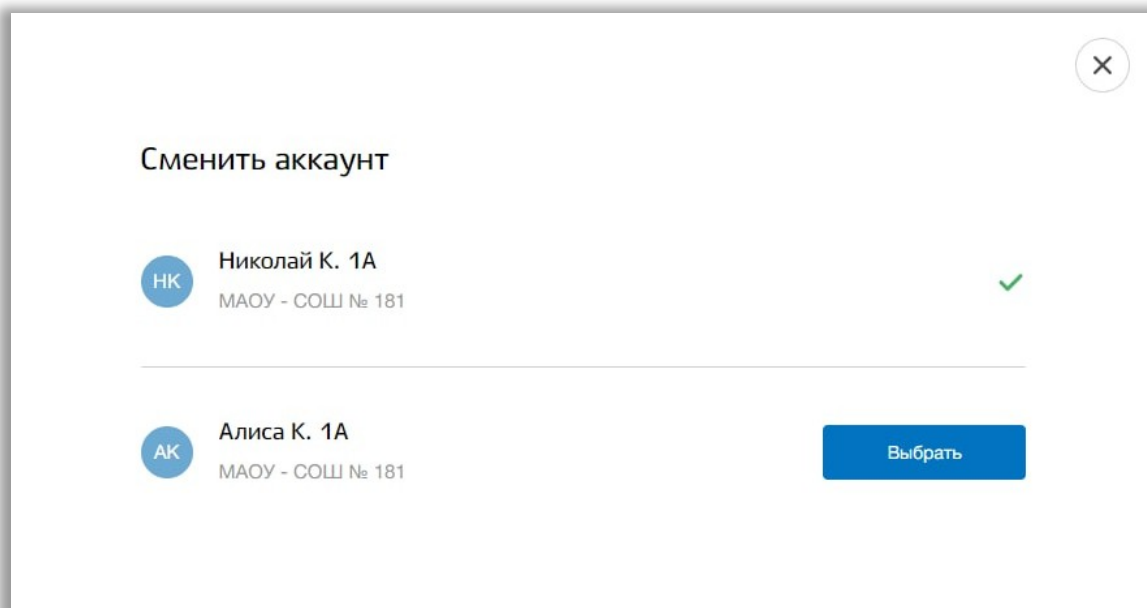 Сменить аккаунт
НК
Николай К. 1А
МАОУ - СОШ № 181
АК
Алиса К. 1А
МАОУ - СОШ № 181
Выбрать